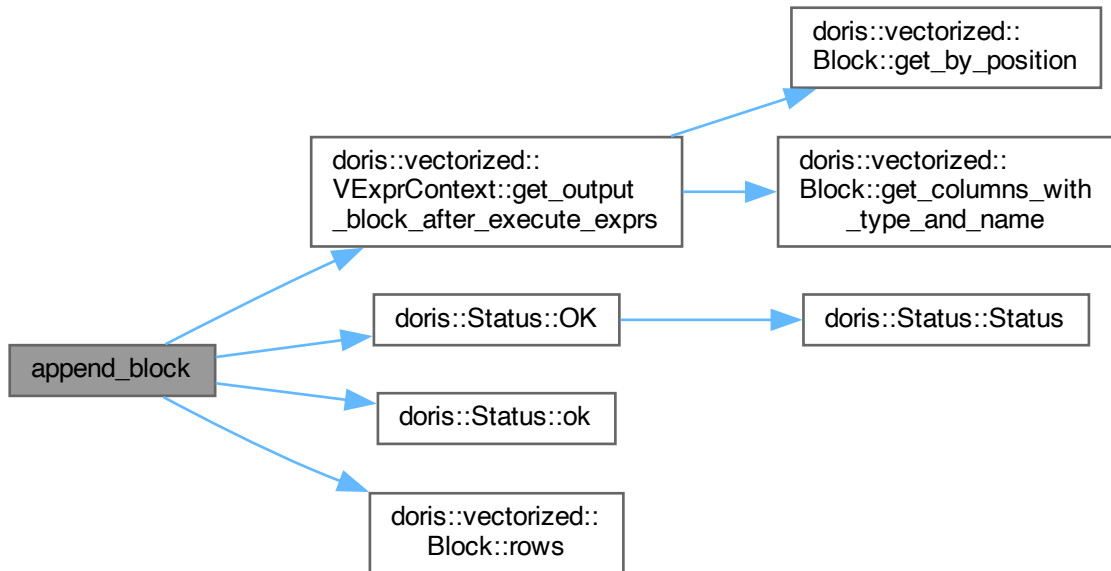 doris::vectorized::
Block::get_by_position
doris::vectorized::
VExprContext::get_output
_block_after_execute_exprs
doris::vectorized::
Block::get_columns_with
_type_and_name
doris::Status::OK
doris::Status::Status
append_block
doris::Status::ok
doris::vectorized::
Block::rows